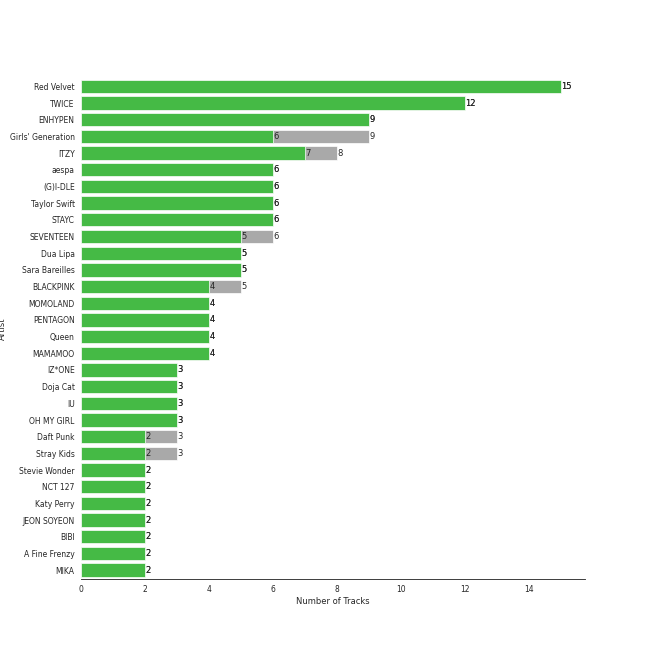 Red Velvet 15
TWICE 12
ENHYPEN 9
Girls' Generation 6 9
ITZY 7 8
aespa 6
(G)I-DLE 6
Taylor Swift 6
STAYC 6
SEVENTEEN 5 6
Dua Lipa 5
Sara Bareilles 5
BLACKPINK 4 5
MOMOLAND 4
PENTAGON 4
Queen 4
MAMAMOO 4
IZ*ONE 3
Doja Cat 3
IU 3
OH MY GIRL 3
Daft Punk 2 3
Stray Kids 2 3
Stevie Wonder 2
NCT 127 2
Katy Perry 2
JEON SOYEON 2
BIBI 2
A Fine Frenzy 2
MIKA 2
0 2 4 6 8 10 12 14
Number of Tracks
Artist